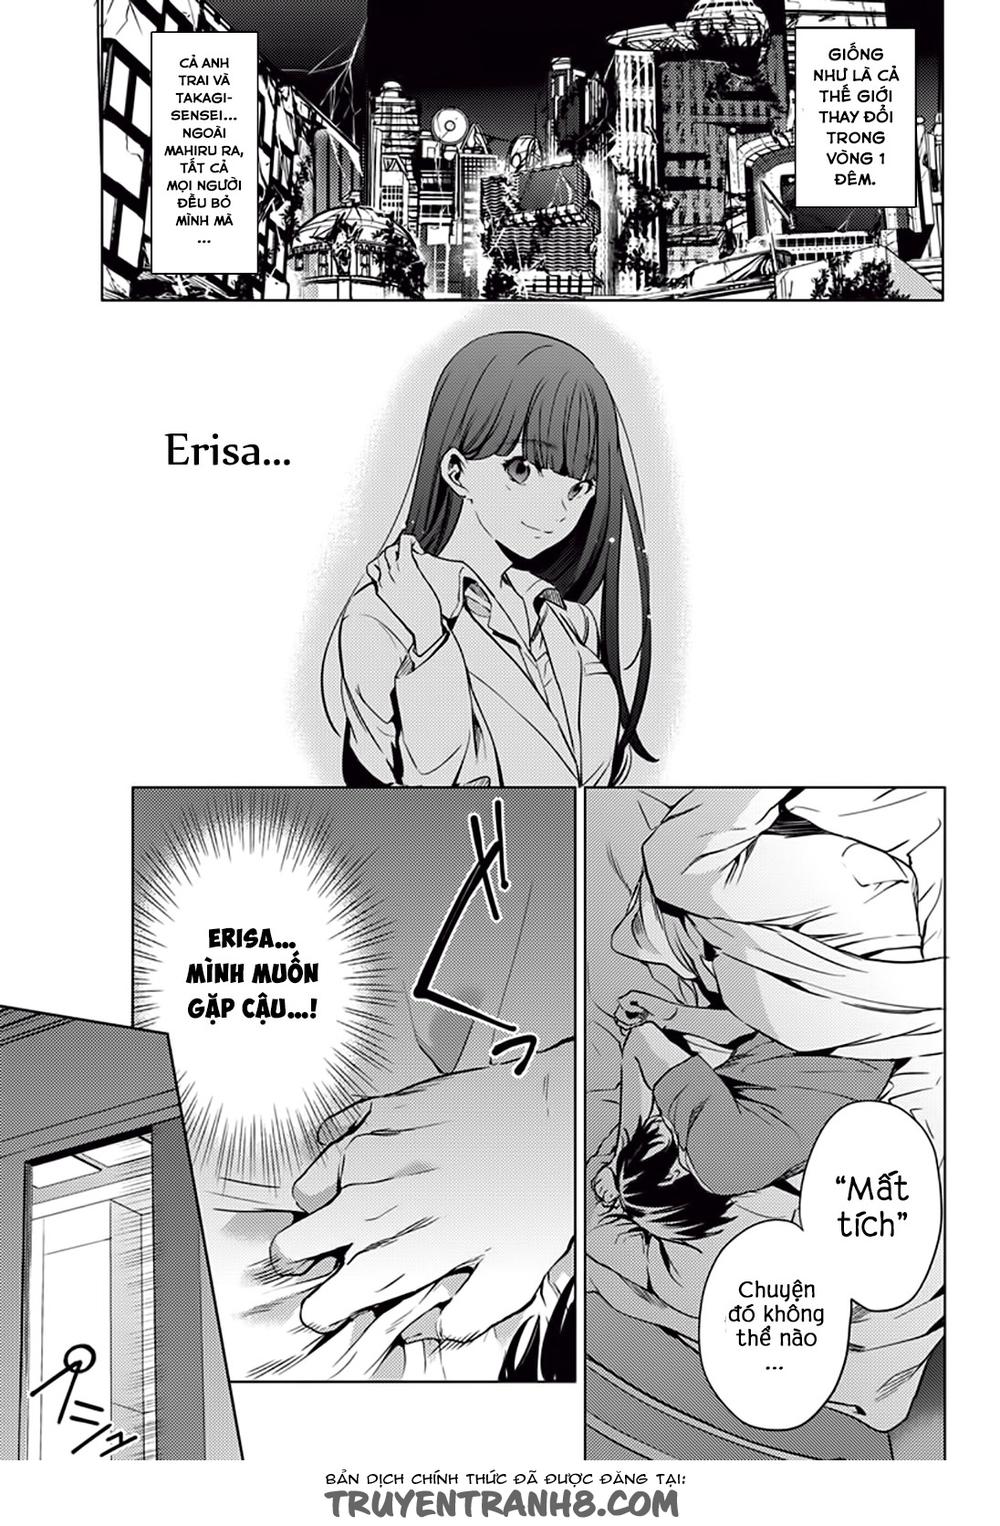 GIỐNG
NHƯ LÀ CẢ
THẾ GIỚI
THAY ĐỔI
TRONG
VÒNG 1
ĐÊM.
CẢ ANH
TRAI VÀ
TAKAGI-
SENSEI...
NGOÀI
MAHIRU RA,
TẤT CẢ
MỌI NGƯỜI
ĐỀU BỎ
MÌNH MÃ
...
Erisa...
“Mất
tích”
Chuyện
đó không
thể nào
...
ERISA...
MÌNH MUỐN
GẶP CẬU...!
BẢN DỊCH CHÍNH THỨC ĐÃ ĐƯỢC ĐĂNG TẠI:
TRUYENTRANH8.COM